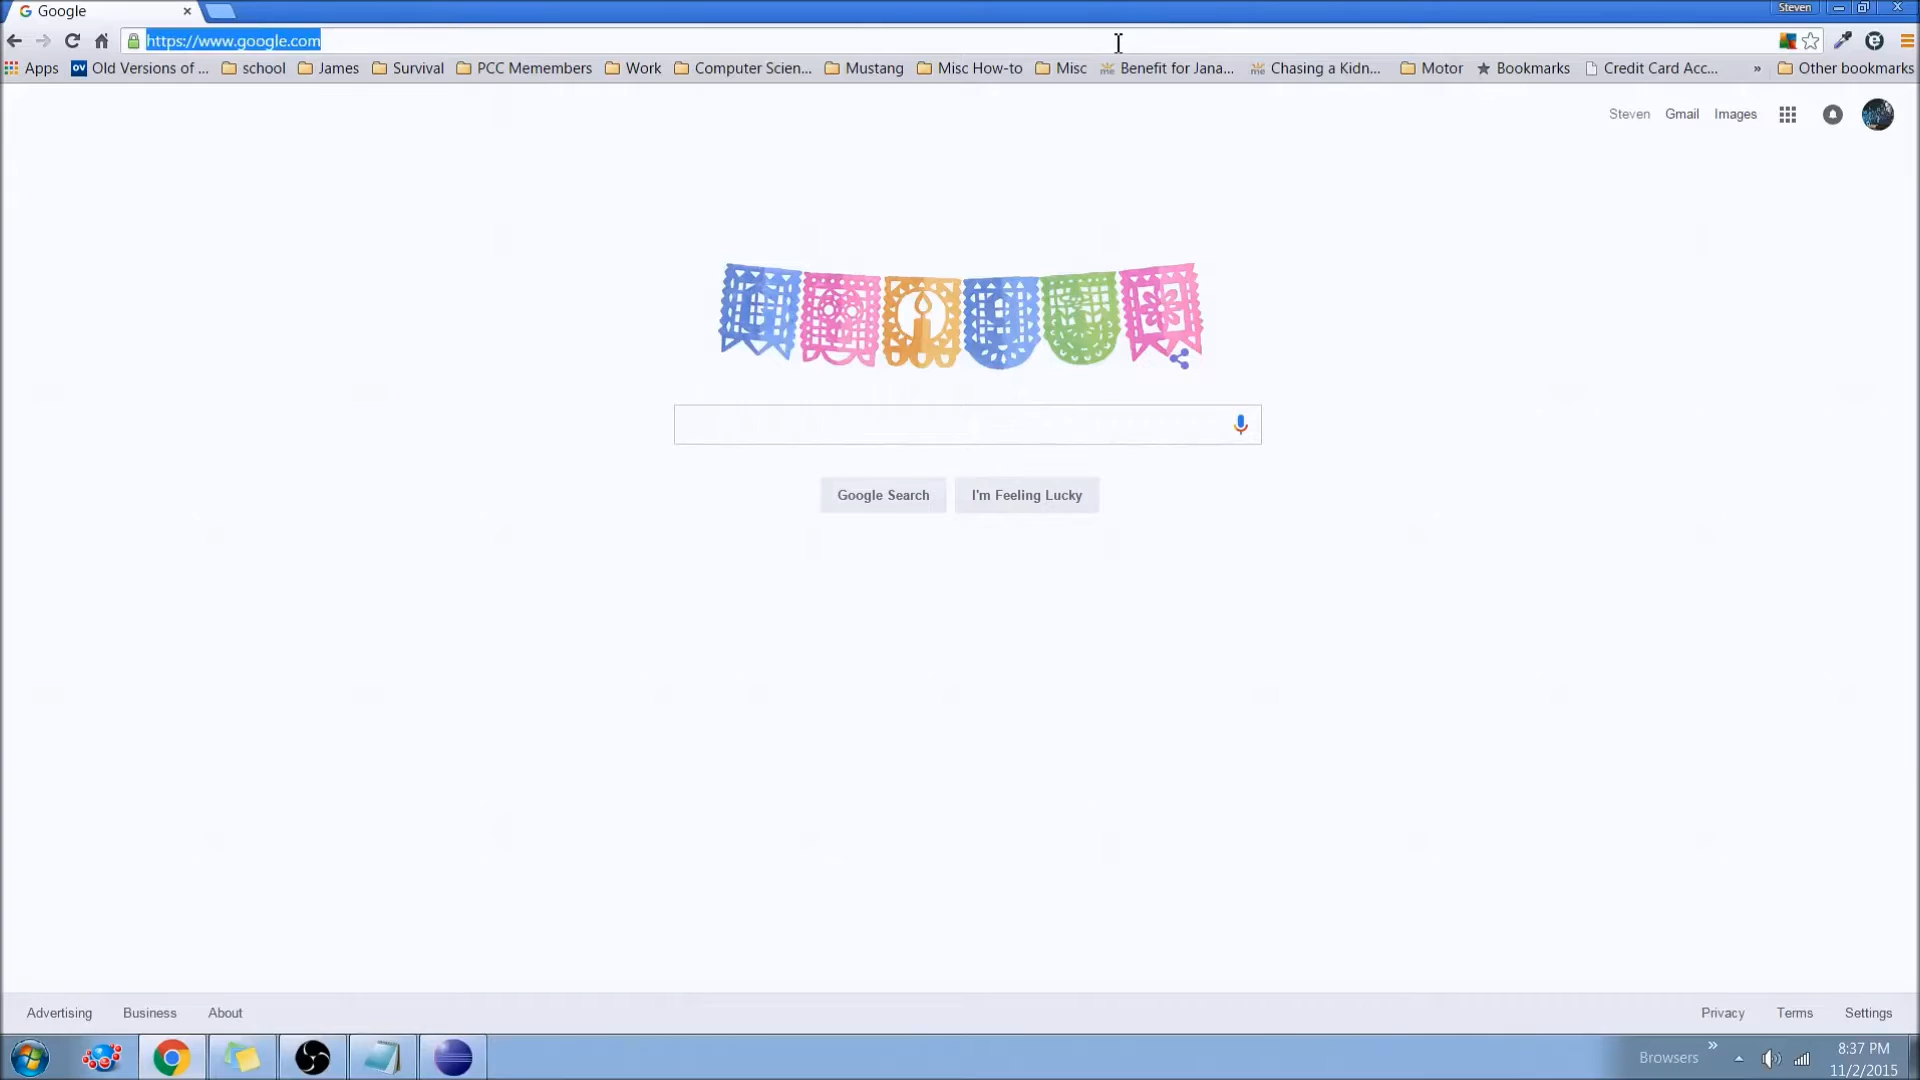 Google
Steven
https://www.google.com
Apps
Old Versions of ...
school
James
Survival
PCC Memembers
Work
Computer Scien...
Mustang
Misc How-to
Misc
Benefit for Jana...
Chasing a Kidn...
Motor
Bookmarks
Credit Card Acc...
»
Other bookmarks
Steven Gmail Images
Google Search
I'm Feeling Lucky
Advertising Business About
Privacy Terms Settings
Browsers »
8:37 PM
11/2/2015